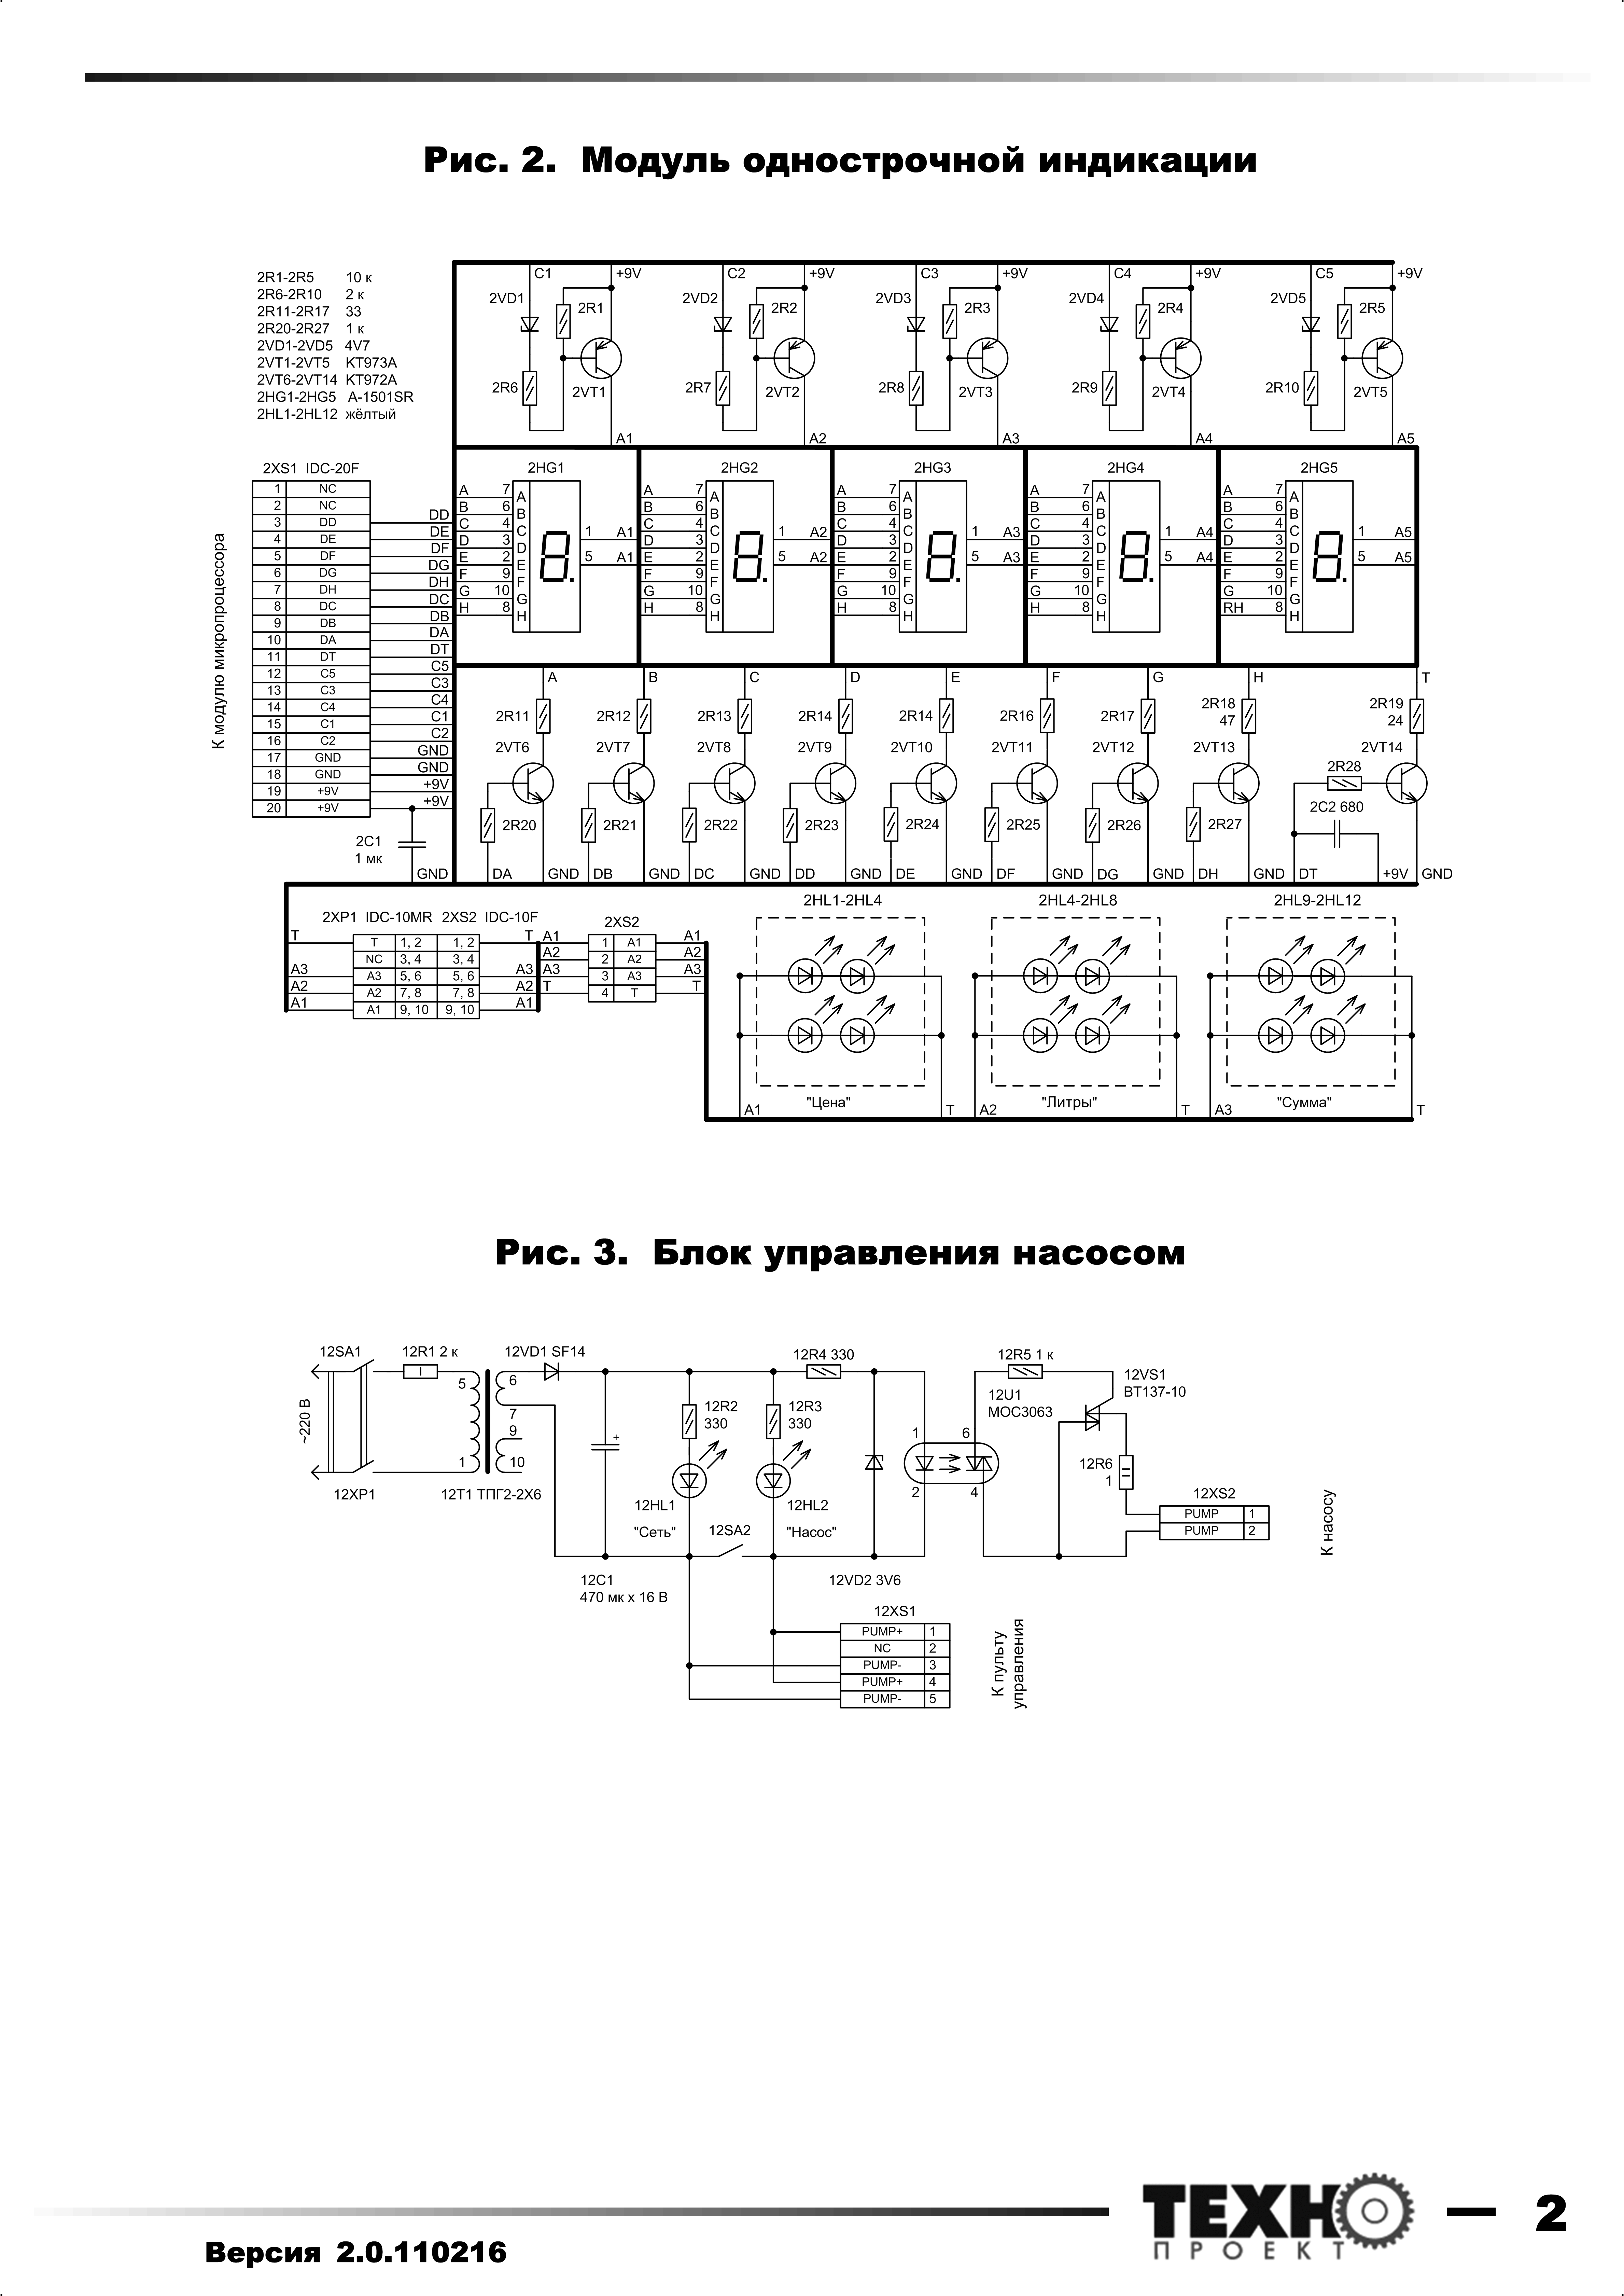 Рис. 2.  Модуль однострочной индикации
2R1-2R5 10 к
2R6-2R10 2 к
2R11-2R17 33
2R20-2R27 1 к
2VD1-2VD5 4V7
2VT1-2VT5 КТ973А
2VT6-2VT14 КТ972А
2HG1-2HG5 A-1501SR
2HL1-2HL12 жёлтый
C1 +9V C2 +9V C3 +9V C4 +9V C5 +9V
2VD1 2R1 2VD2 2R2 2VD3 2R3 2VD4 2R4 2VD5 2R5
2R6 2VT1 2R7 2VT2 2R8 2VT3 2R9 2VT4 2R10 2VT5
A1 A2 A3 A4 A5
К модулю микропроцессора
2XS1 IDC-20F
1 NC
2 NC
3 DD DD
4 DE DE
5 DF DF
6 DG DG
7 DH DH
8 DC DC
9 DB DB
10 DA DA
11 DT DT
12 C5 C5
13 C3 C3
14 C4 C4
15 C1 C1
16 C2 C2
17 GND GND
18 GND GND
19 +9V +9V
20 +9V +9V
2C1
1 мк
GND
2HG1 2HG2 2HG3 2HG4 2HG5
A 7 A A 7 A A 7 A A 7 A A 7 A
B 6 B B 6 B B 6 B B 6 B B 6 B
C 4 C C 4 C C 4 C C 4 C C 4 C
1 A1 1 A2 1 A3 1 A4 1 A5
D 3 D D 3 D D 3 D D 3 D D 3 D
E 2 E E 2 E E 2 E E 2 E E 2 E
5 A1 5 A2 5 A3 5 A4 5 A5
F 9 F F 9 F F 9 F F 9 F F 9 F
G 10 G G 10 G G 10 G G 10 G G 10 G
H 8 H H 8 H H 8 H H 8 H RH 8 H
A B C D E F G H T
2R11 2R12 2R13 2R14 2R14 2R16 2R17 2R18 47 2R19 24
2VT6 2VT7 2VT8 2VT9 2VT10 2VT11 2VT12 2VT13 2VT14
2R28
2C2 680
2R20 2R21 2R22 2R23 2R24 2R25 2R26 2R27
DA GND DB GND DC GND DD GND DE GND DF GND DG GND DH GND DT +9V GND
2XP1 IDC-10MR 2XS2 IDC-10F
T T 1, 2 1, 2 T
NC 3, 4 3, 4
A3 A3 5, 6 5, 6 A3
A2 A2 7, 8 7, 8 A2
A1 A1 9, 10 9, 10 A1
2XS2
A1 1 A1 A1
A2 2 A2 A2
A3 3 A3 A3
T 4 T T
2HL1-2HL4 2HL4-2HL8 2HL9-2HL12
"Цена" "Литры" "Сумма"
A1 T A2 T A3 T
Рис. 3.  Блок управления насосом
12SA1 12R1 2 к 12VD1 SF14 12R4 330 12R5 1 к
12VS1
BT137-10
~220 В
5 6
7
9
1 10
12XP1 12T1 ТПГ2-2Х6
+
12R2
330
12R3
330
12HL1
"Сеть"
12SA2
12HL2
"Насос"
12C1
470 мк х 16 В
12VD2 3V6
12U1
MOC3063
1 6
2 4
12R6
1
12XS2
PUMP 1
PUMP 2
К насосу
12XS1
PUMP+ 1
NC 2
PUMP- 3
PUMP+ 4
PUMP- 5
К пульту
управления
ТЕХНО
ПРОЕКТ
2
Версия 2.0.110216